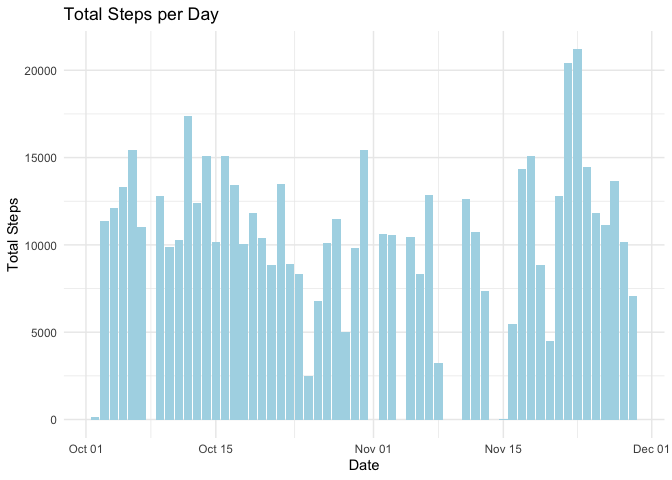 Total Steps per Day
Total Steps
20000
15000
10000
5000
0
Oct 01
Oct 15
Nov 01
Nov 15
Dec 01
Date